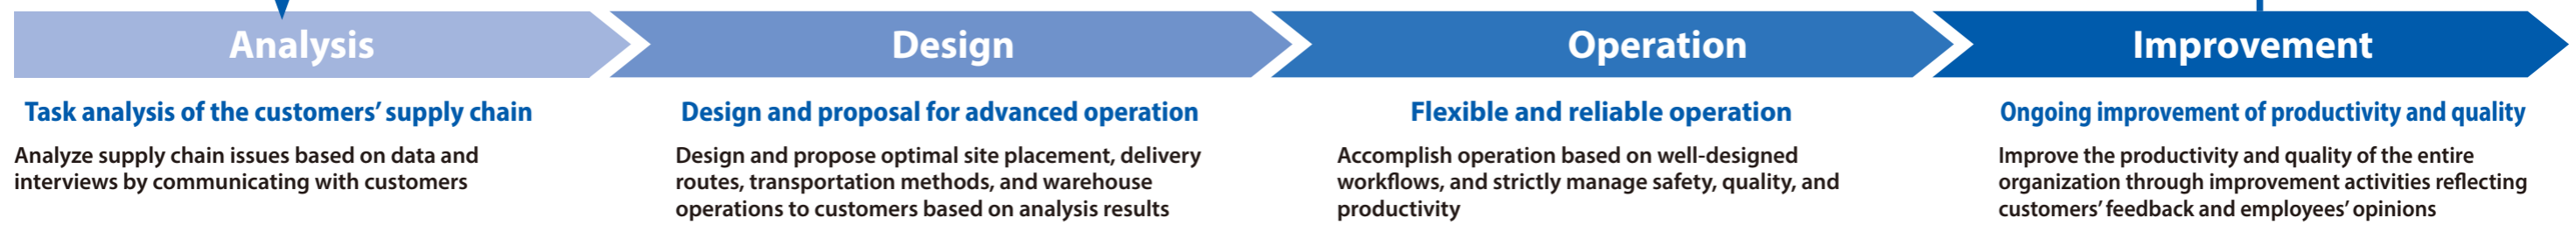 Analysis
Design
Operation
Improvement
Task analysis of the customers’ supply chain
Analyze supply chain issues based on data and
interviews by communicating with customers
Design and proposal for advanced operation
Design and propose optimal site placement, delivery
routes, transportation methods, and warehouse
operations to customers based on analysis results
Flexible and reliable operation
Accomplish operation based on well-designed
workflows, and strictly manage safety, quality, and
productivity
Ongoing improvement of productivity and quality
Improve the productivity and quality of the entire
organization through improvement activities reflecting
customers’ feedback and employees’ opinions